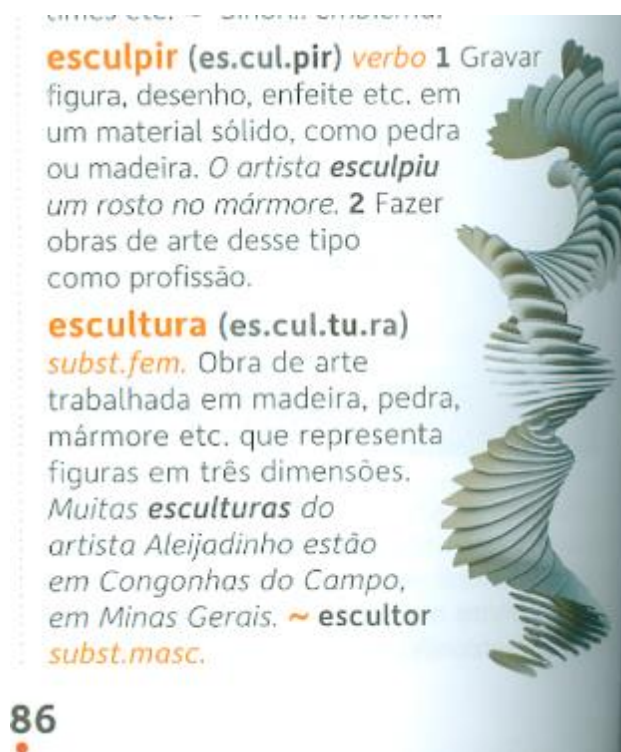 esculpir (es.cul.pir) verbo 1 Gravar
figura, desenho, enfeite etc. em
um material sólido, como pedra
ou madeira. O artista esculpiu
um rosto no mármore. 2 Fazer
obras de arte desse tipo
como profissão.
escultura (es.cul.tu.ra)
subst.fem. Obra de arte
trabalhada em madeira, pedra,
mármore etc. que representa
figuras em três dimensões.
Muitas esculturas do
artista Aleijadinho estão
em Congonhas do Campo,
em Minas Gerais. ~ escultor
subst.masc.
86